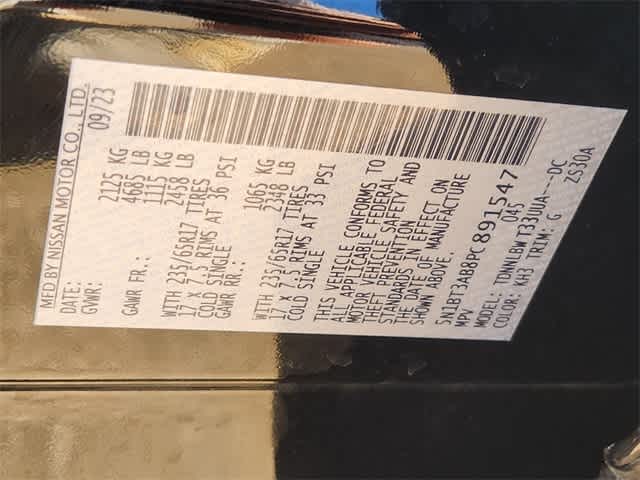 MFD BY NISSAN MOTOR CO., LTD.
DATE: 09/23
GVWR: 2125 KG
4685 LB
GAWR FR.: 1115 KG
2458 LB
WITH 235/65R17 TIRES
17 x 7.5 RIMS AT 36 PSI
COLD SINGLE
GAWR RR.: 1065 KG
2348 LB
WITH 235/65R17 TIRES
17 x 7.5 RIMS AT 33 PSI
COLD SINGLE
THIS VEHICLE CONFORMS TO
ALL APPLICABLE FEDERAL
MOTOR VEHICLE SAFETY AND
THEFT PREVENTION
STANDARDS IN EFFECT ON
THE DATE OF MANUFACTURE
SHOWN ABOVE.
5N1BT3AB8PC891547
MPV 045
MODEL: TDNNLBWT33UUA---DC
COLOR: KH3 TRIM: G ZS30A